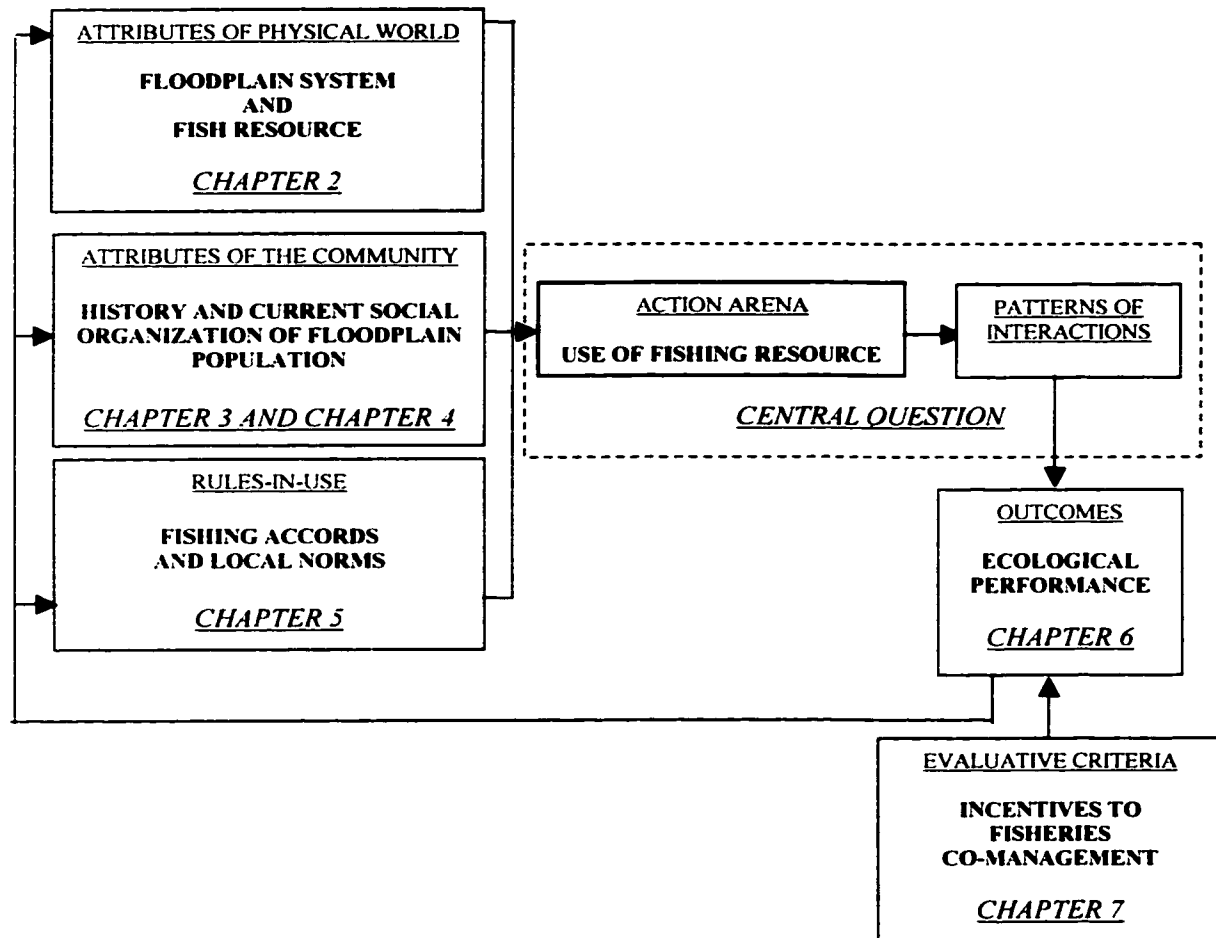 ATTRIBUTES OF PHYSICAL WORLD
FLOODPLAIN SYSTEM
AND
FISH RESOURCE
CHAPTER 2
ATTRIBUTES OF THE COMMUNITY
HISTORY AND CURRENT SOCIAL
ORGANIZATION OF FLOODPLAIN
POPULATION
CHAPTER 3 AND CHAPTER 4
RULES-IN-USE
FISHING ACCORDS
AND LOCAL NORMS
CHAPTER 5
ACTION ARENA
USE OF FISHING RESOURCE
PATTERNS OF
INTERACTIONS
CENTRAL QUESTION
OUTCOMES
ECOLOGICAL
PERFORMANCE
CHAPTER 6
EVALUATIVE CRITERIA
INCENTIVES TO
FISHERIES
CO-MANAGEMENT
CHAPTER 7